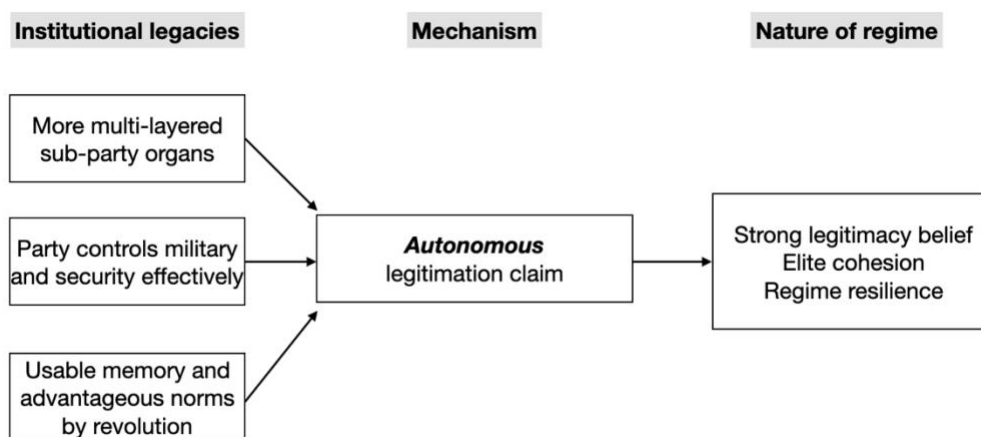 Institutional legacies
Mechanism
Nature of regime
More multi-layered
sub-party organs
Party controls military
and security effectively
Usable memory and
advantageous norms
by revolution
Autonomous
legitimation claim
Strong legitimacy belief
Elite cohesion
Regime resilience